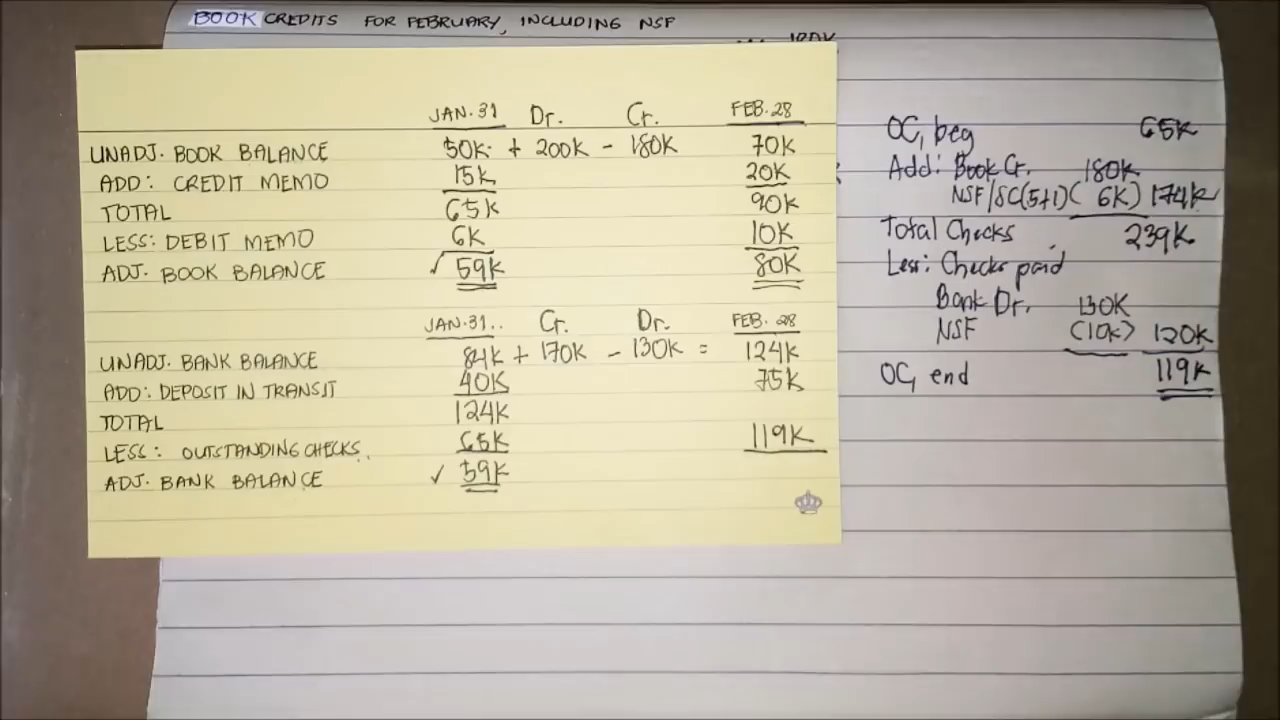 BOOK CREDITS FOR FEBRUARY, INCLUDING NSF
JAN. 31 Dr. Cr. FEB. 28
UNADJ. BOOK BALANCE 50K + 200K - 180K 70K
ADD: CREDIT MEMO 15K 20K
TOTAL 65K 90K
LESS: DEBIT MEMO 6K 10K
ADJ. BOOK BALANCE ✓ 59K 80K
JAN. 31.. Cr. Dr. FEB. 28
UNADJ. BANK BALANCE 84K + 170K - 130K = 124K
ADD: DEPOSIT IN TRANSIT 40K 75K
TOTAL 124K
LESS: OUTSTANDING CHECKS.. 65K 119K
ADJ. BANK BALANCE ✓ 59K
OC, beg 65K
Add: Book Cr. 180K
NSF/SC(5+1) ( 6K) 174K
Total Checks 239K
Less: Checks paid
Bank Dr. 130K
NSF (10K) 120K
OC, end 119K